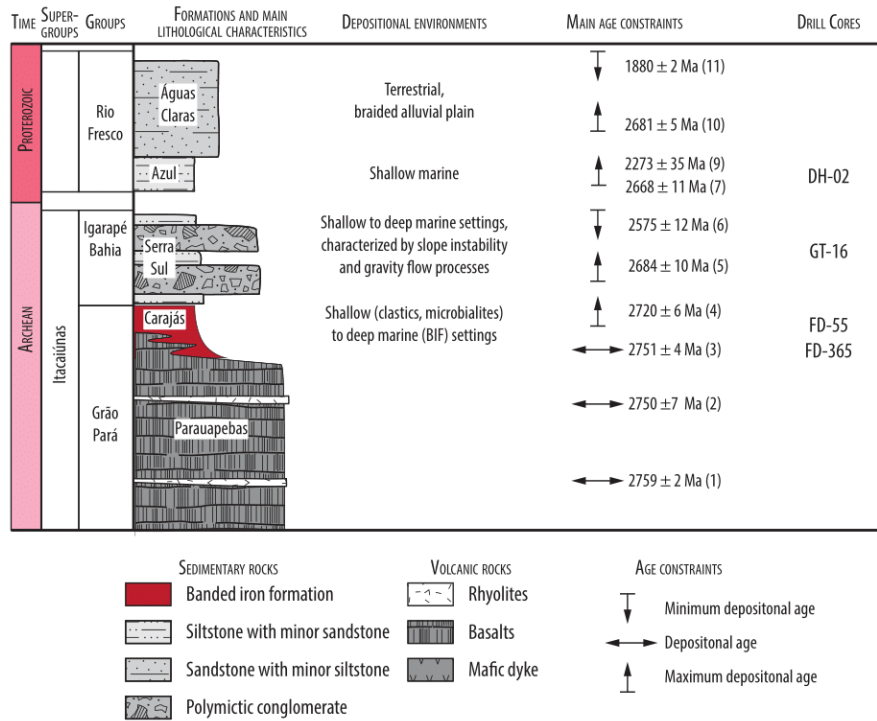 TIME
SUPER-
GROUPS
GROUPS
FORMATIONS AND MAIN
LITHOLOGICAL CHARACTERISTICS
DEPOSITIONAL ENVIRONMENTS
MAIN AGE CONSTRAINTS
DRILL CORES
PROTEROZOIC
Rio
Fresco
Águas
Claras
Terrestrial,
braided alluvial plain
1880 ± 2 Ma (11)
2681 ± 5 Ma (10)
Azul
Shallow marine
2273 ± 35 Ma (9)
2668 ± 11 Ma (7)
DH-02
ARCHEAN
Itacaiúnas
Igarapé
Bahia
Serra
Sul
Shallow to deep marine settings,
characterized by slope instability
and gravity flow processes
2575 ± 12 Ma (6)
2684 ± 10 Ma (5)
GT-16
Grão
Pará
Carajás
Shallow (clastics, microbialites)
to deep marine (BIF) settings
2720 ± 6 Ma (4)
2751 ± 4 Ma (3)
FD-55
FD-365
Parauapebas
2750 ±7 Ma (2)
2759 ± 2 Ma (1)
SEDIMENTARY ROCKS
Banded iron formation
Siltstone with minor sandstone
Sandstone with minor siltstone
Polymictic conglomerate
VOLCANIC ROCKS
Rhyolites
Basalts
Mafic dyke
AGE CONSTRAINTS
Minimum depositonal age
Depositonal age
Maximum depositonal age